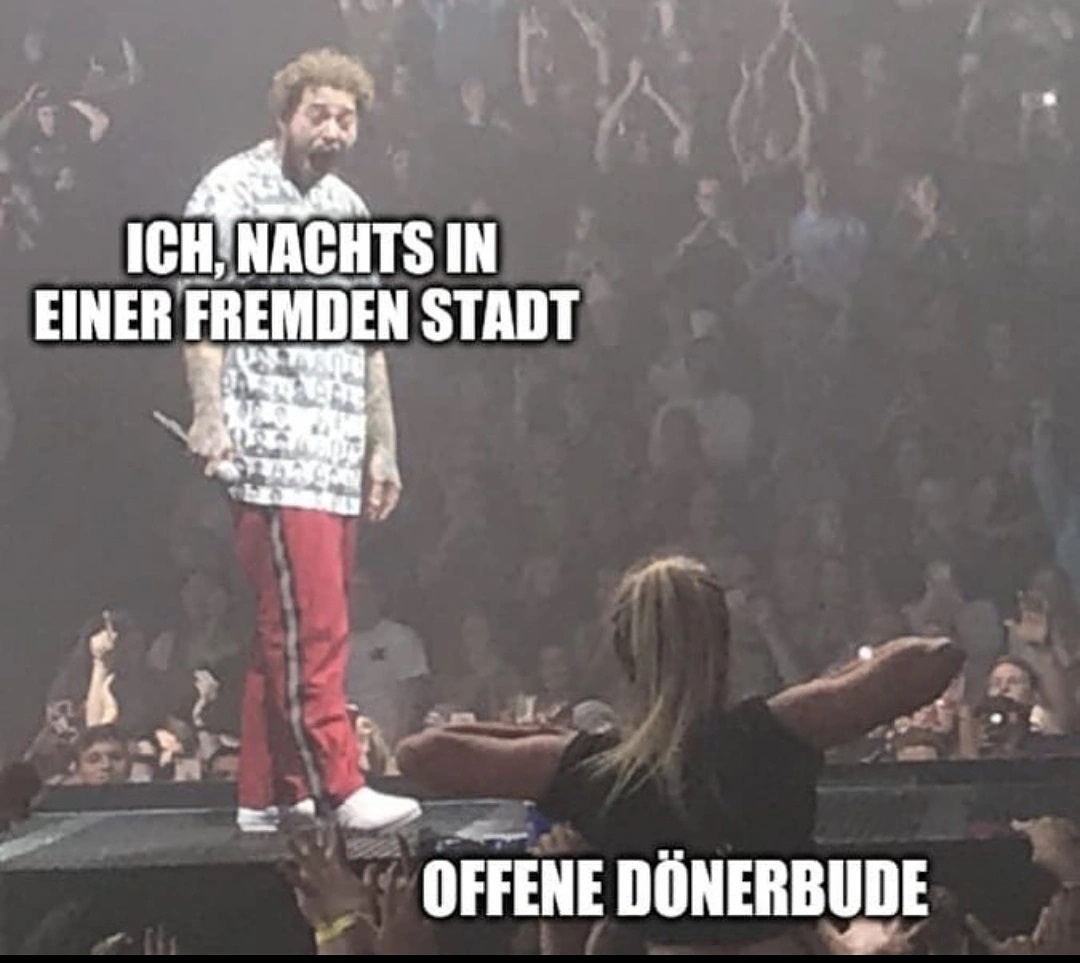 ICH, NACHTS IN
EINER FREMDEN STADT
OFFENE DÖNERBUDE